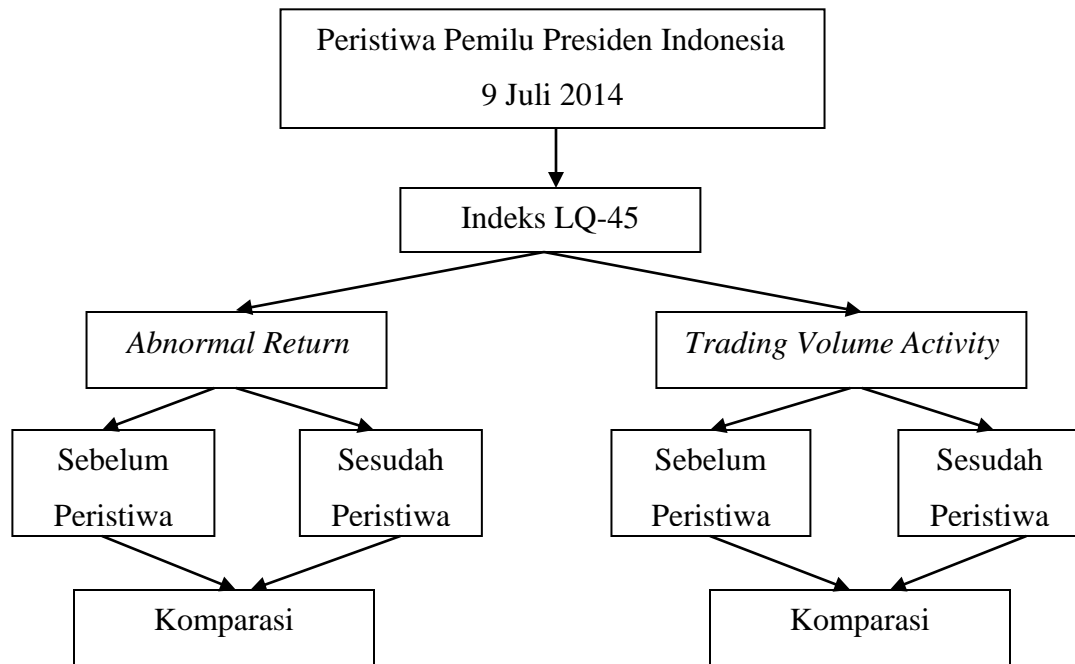 Peristiwa Pemilu Presiden Indonesia
9 Juli 2014
Indeks LQ-45
Abnormal Return
Trading Volume Activity
Sebelum
Peristiwa
Sesudah
Peristiwa
Sebelum
Peristiwa
Sesudah
Peristiwa
Komparasi
Komparasi